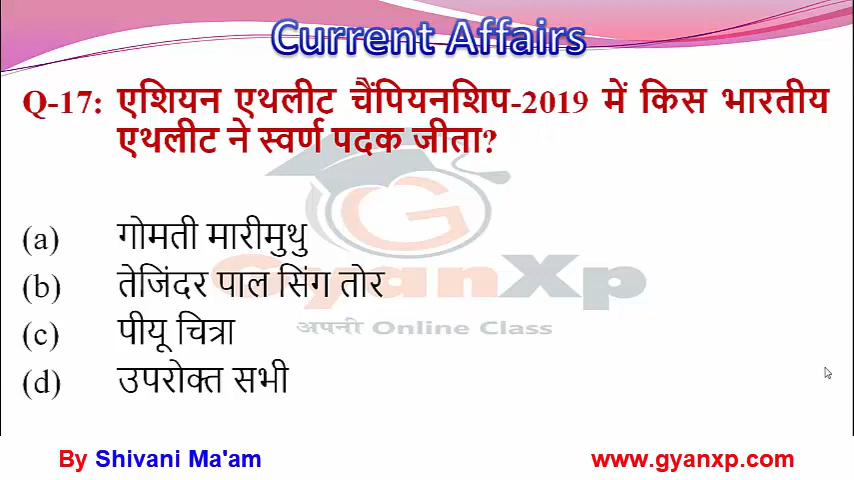 Current Affairs
Q-17: एशियन एथलीट चैंपियनशिप-2019 में किस भारतीय
एथलीट ने स्वर्ण पदक जीता?
(a) गोमती मारीमुथु
(b) तेजिंदर पाल सिंग तोर
GyanXp
अपनी Online Class
(c) पीयू चित्रा
(d) उपरोक्त सभी
By Shivani Ma'am
www.gyanxp.com